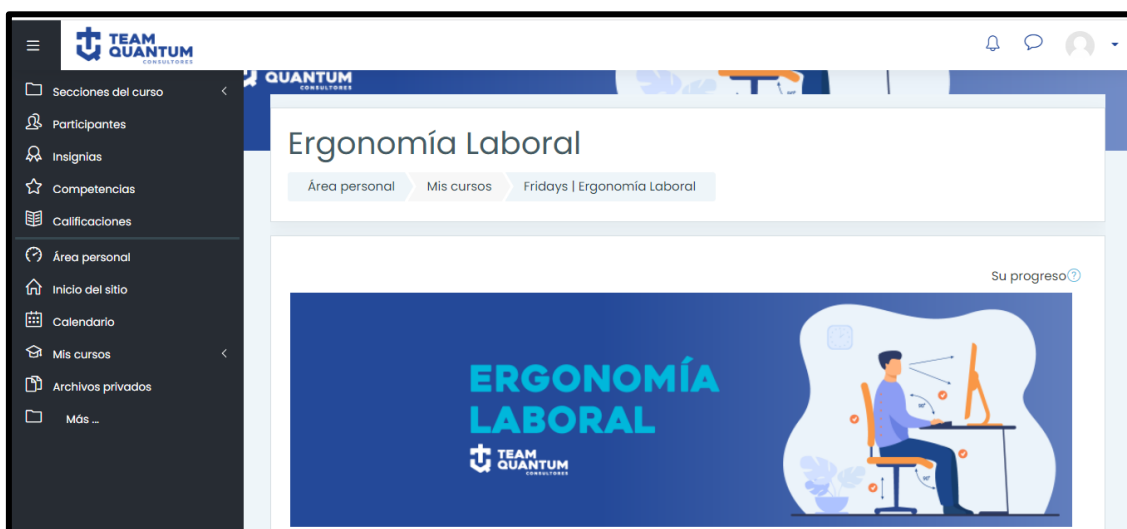 TEAM
QUANTUM
CONSULTORES
QUANTUM
CONSULTORES
Secciones del curso
Participantes
Insignias
Competencias
Calificaciones
Área personal
Inicio del sitio
Calendario
Mis cursos
Archivos privados
Más ...
Ergonomía Laboral
Área personal
Mis cursos
Fridays | Ergonomía Laboral
Su progreso
ERGONOMÍA
LABORAL
TEAM
QUANTUM
CONSULTORES
90°
90°